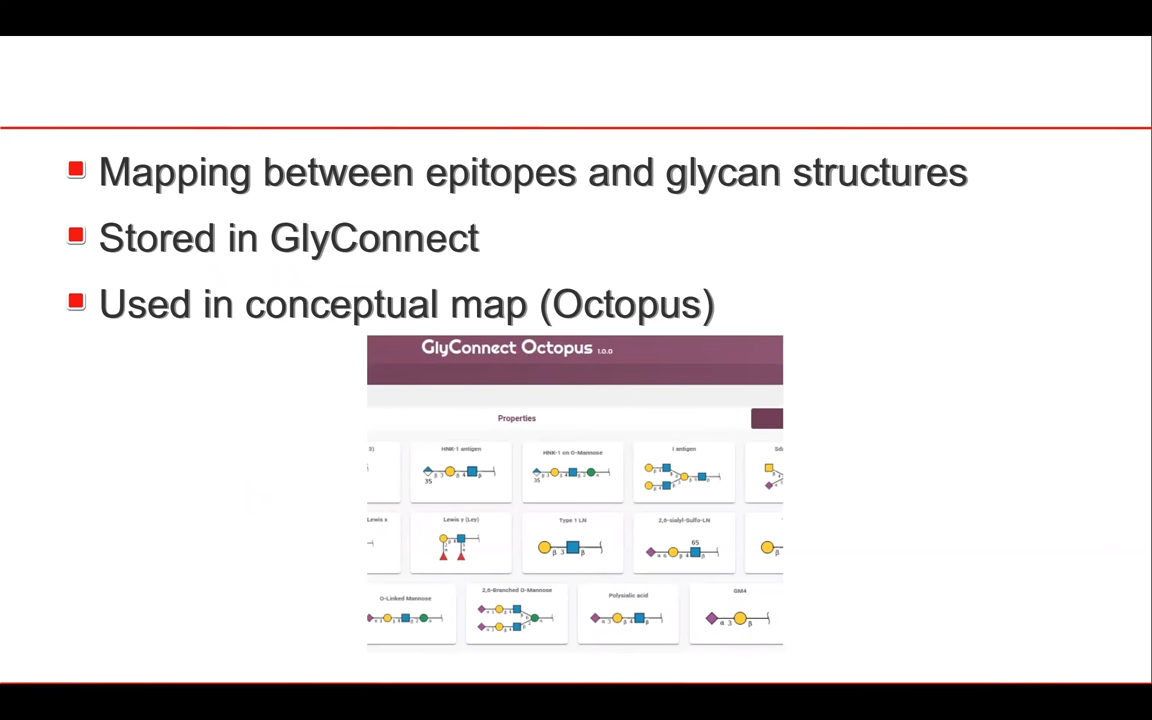 Mapping between epitopes and glycan structures
Stored in GlyConnect
Used in conceptual map (Octopus)
GlyConnect Octopus 1.0.0
Properties
HNK-1 antigen
HNK-1 on O-Mannose
I antigen
Lewis x
Lewis y (Ley)
Type 1 LN
2,6-sialyl-Sulfo-LN
O-Linked Mannose
2,6-Branched O-Mannose
Polysialic acid
GM4